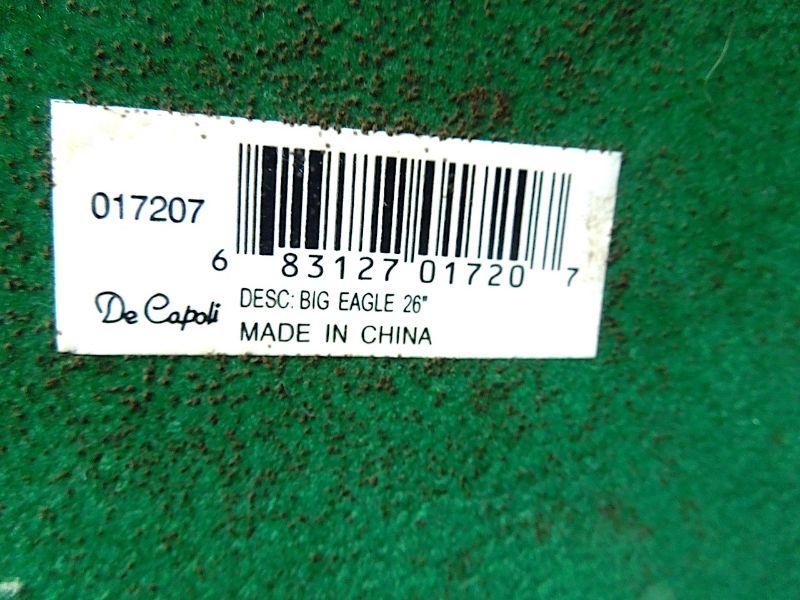 017207
6 83127 01720 7
De Capoli
DESC: BIG EAGLE 26"
MADE IN CHINA